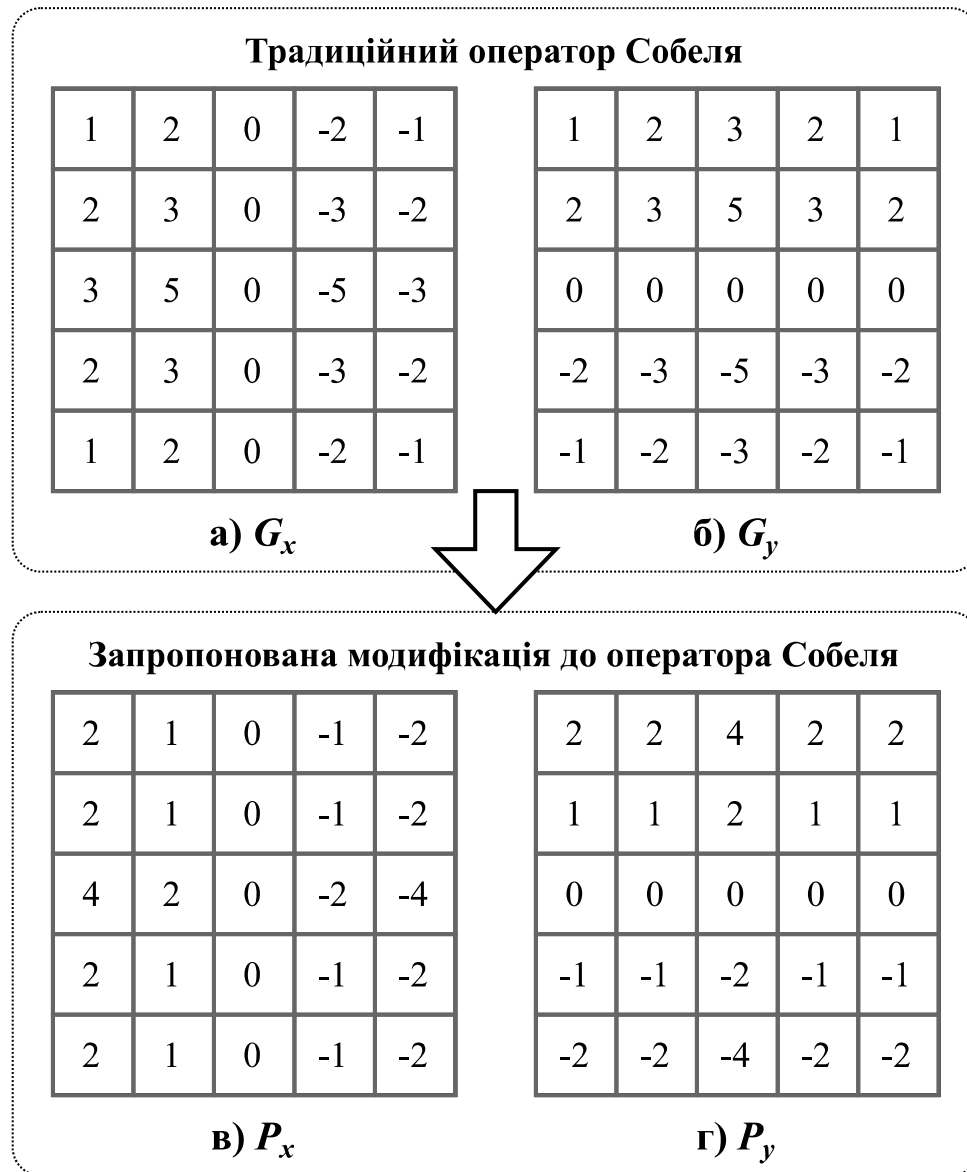 Традиційний оператор Собеля
1 2 0 -2 -1
1 2 3 2 1
2 3 0 -3 -2
2 3 5 3 2
3 5 0 -5 -3
0 0 0 0 0
2 3 0 -3 -2
-2 -3 -5 -3 -2
1 2 0 -2 -1
-1 -2 -3 -2 -1
а) Gx
б) Gy
Запропонована модифікація до оператора Собеля
2 1 0 -1 -2
2 2 4 2 2
2 1 0 -1 -2
1 1 2 1 1
4 2 0 -2 -4
0 0 0 0 0
2 1 0 -1 -2
-1 -1 -2 -1 -1
2 1 0 -1 -2
-2 -2 -4 -2 -2
в) Px
г) Py